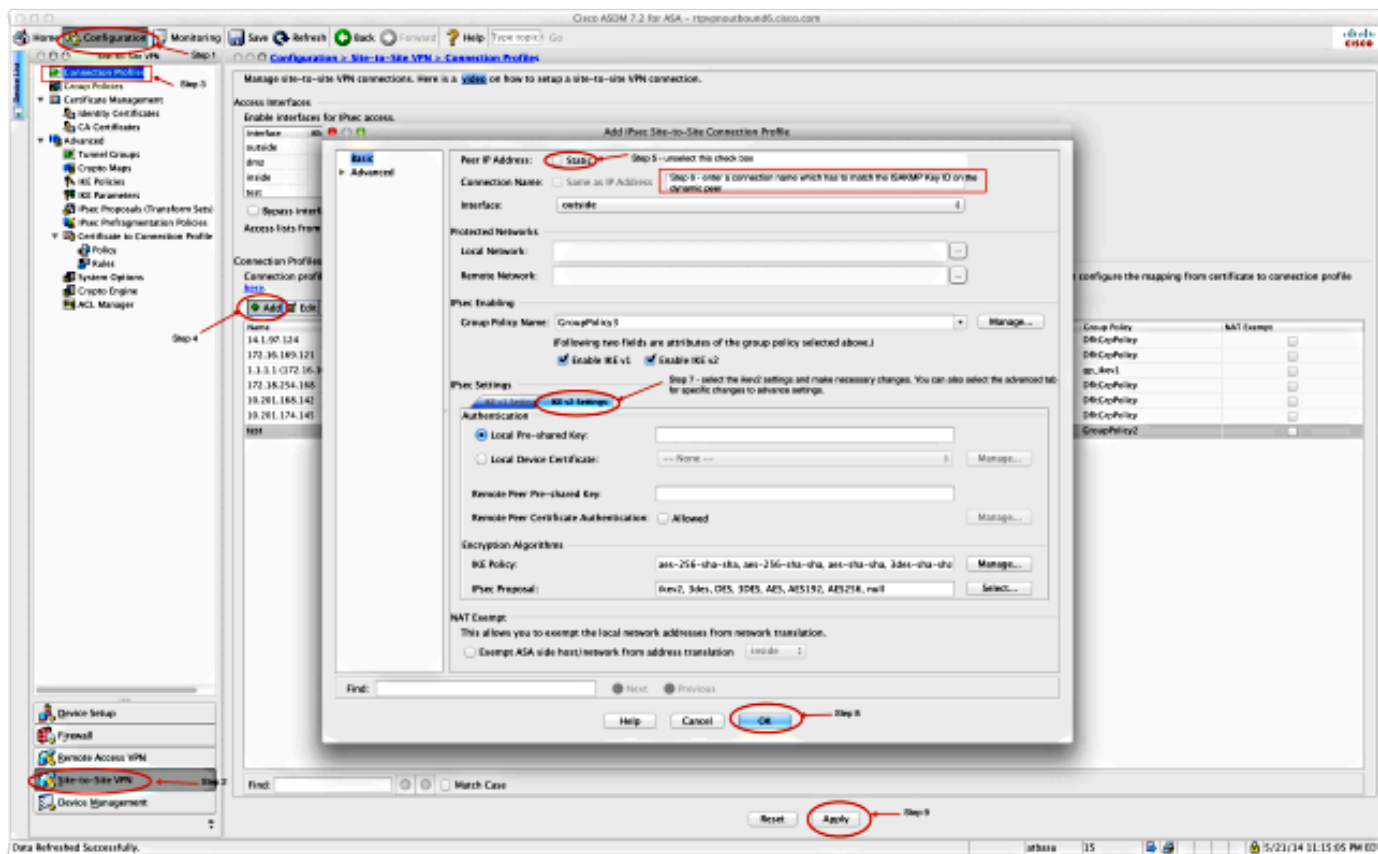 Cisco ASDM 7.2 for ASA - rtpvpnoutbound6.cisco.com
Home Configuration Monitoring Save Refresh Back Forward Help Go
Step 1
CISCO
Device List
Site-to-Site VPN
Configuration > Site-to-Site VPN > Connection Profiles
Connection Profiles
Step 3
Group Policies
Certificate Management
Identity Certificates
CA Certificates
Advanced
Tunnel Groups
Crypto Maps
IKE Policies
IKE Parameters
IPsec Proposals (Transform Sets)
IPsec Prefragmentation Policies
Certificate to Connection Profile
Policy
Rules
System Options
Crypto Engine
ACL Manager
Step 4
Device Setup
Firewall
Remote Access VPN
Site-to-Site VPN
Step 2
Device Management
Manage site-to-site VPN connections. Here is a video on how to setup a site-to-site VPN connection.
Access Interfaces
Enable interfaces for IPsec access.
Interface
outside
dmz
inside
test
Bypass interf
Access lists from
Connection Profiles
Connection profil
configure the mapping from certificate to connection profile
here.
Add Edit
Name Group Policy NAT Exempt
14.1.97.124 DfltGrpPolicy
172.16.169.121 DfltGrpPolicy
1.1.1.1 (172.16.1 gp_ikev1
172.18.254.168 DfltGrpPolicy
10.201.168.142 DfltGrpPolicy
10.201.174.145 DfltGrpPolicy
test GroupPolicy2
Add IPsec Site-to-Site Connection Profile
Basic
Advanced
Peer IP Address: Static
Step 5 - unselect this check box
Connection Name: Same as IP Address
Step 6 - enter a connection name which has to match the ISAKMP Key ID on the
dynamic peer
Interface: outside
Protected Networks
Local Network:
Remote Network:
IPsec Enabling
Group Policy Name: GroupPolicy3 Manage...
(Following two fields are attributes of the group policy selected above.)
Enable IKE v1 Enable IKE v2
Step 7 - select the ikev2 settings and make necessary changes. You can also select the advanced tab
for specific changes to advance settings.
IPsec Settings
IKE v1 Settings IKE v2 Settings
Authentication
Local Pre-shared Key:
Local Device Certificate: -- None -- Manage...
Remote Peer Pre-shared Key:
Remote Peer Certificate Authentication: Allowed Manage...
Encryption Algorithms
IKE Policy: aes-256-sha-sha, aes-256-sha-sha, aes-sha-sha, 3des-sha-sha Manage...
IPsec Proposal: ikev2, 3des, DES, 3DES, AES, AES192, AES256, null Select...
NAT Exempt
This allows you to exempt the local network addresses from network translation.
Exempt ASA side host/network from address translation inside
Find: Next Previous
Help Cancel OK
Step 8
Find: Match Case
Reset Apply
Step 9
Data Refreshed Successfully.
15
5/21/14 11:15:05 PM